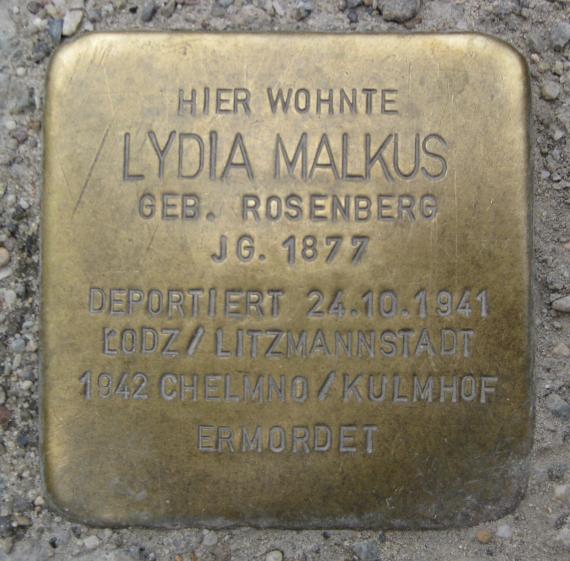 HIER WOHNTE
LYDIA MALKUS
GEB. ROSENBERG
JG. 1877
DEPORTIERT 24.10.1941
ŁODZ / LITZMANNSTADT
1942 CHELMNO / KULMHOF
ERMORDET